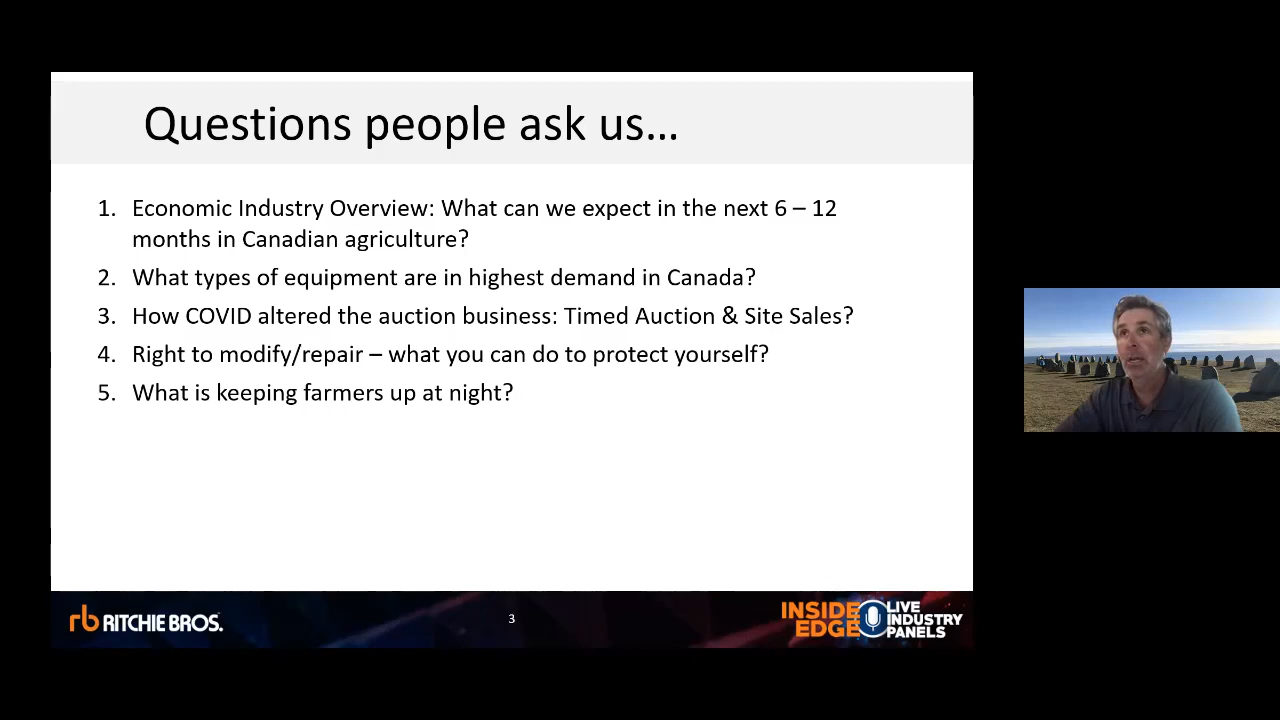 Questions people ask us...
1. Economic Industry Overview: What can we expect in the next 6 – 12
months in Canadian agriculture?
2. What types of equipment are in highest demand in Canada?
3. How COVID altered the auction business: Timed Auction & Site Sales?
4. Right to modify/repair – what you can do to protect yourself?
5. What is keeping farmers up at night?
rb RITCHIE BROS.
3
INSIDE EDGE
LIVE
INDUSTRY
PANELS